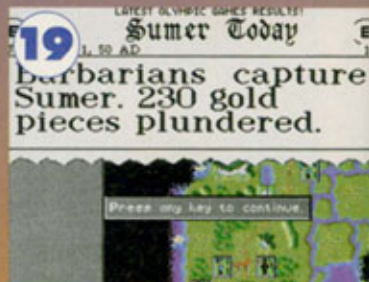 LATEST OLYMPIC GAMES RESULTS!
19
Sumer Today
1, 50 AD
Barbarians capture
Sumer. 230 gold
pieces plundered.
Press any key to continue.